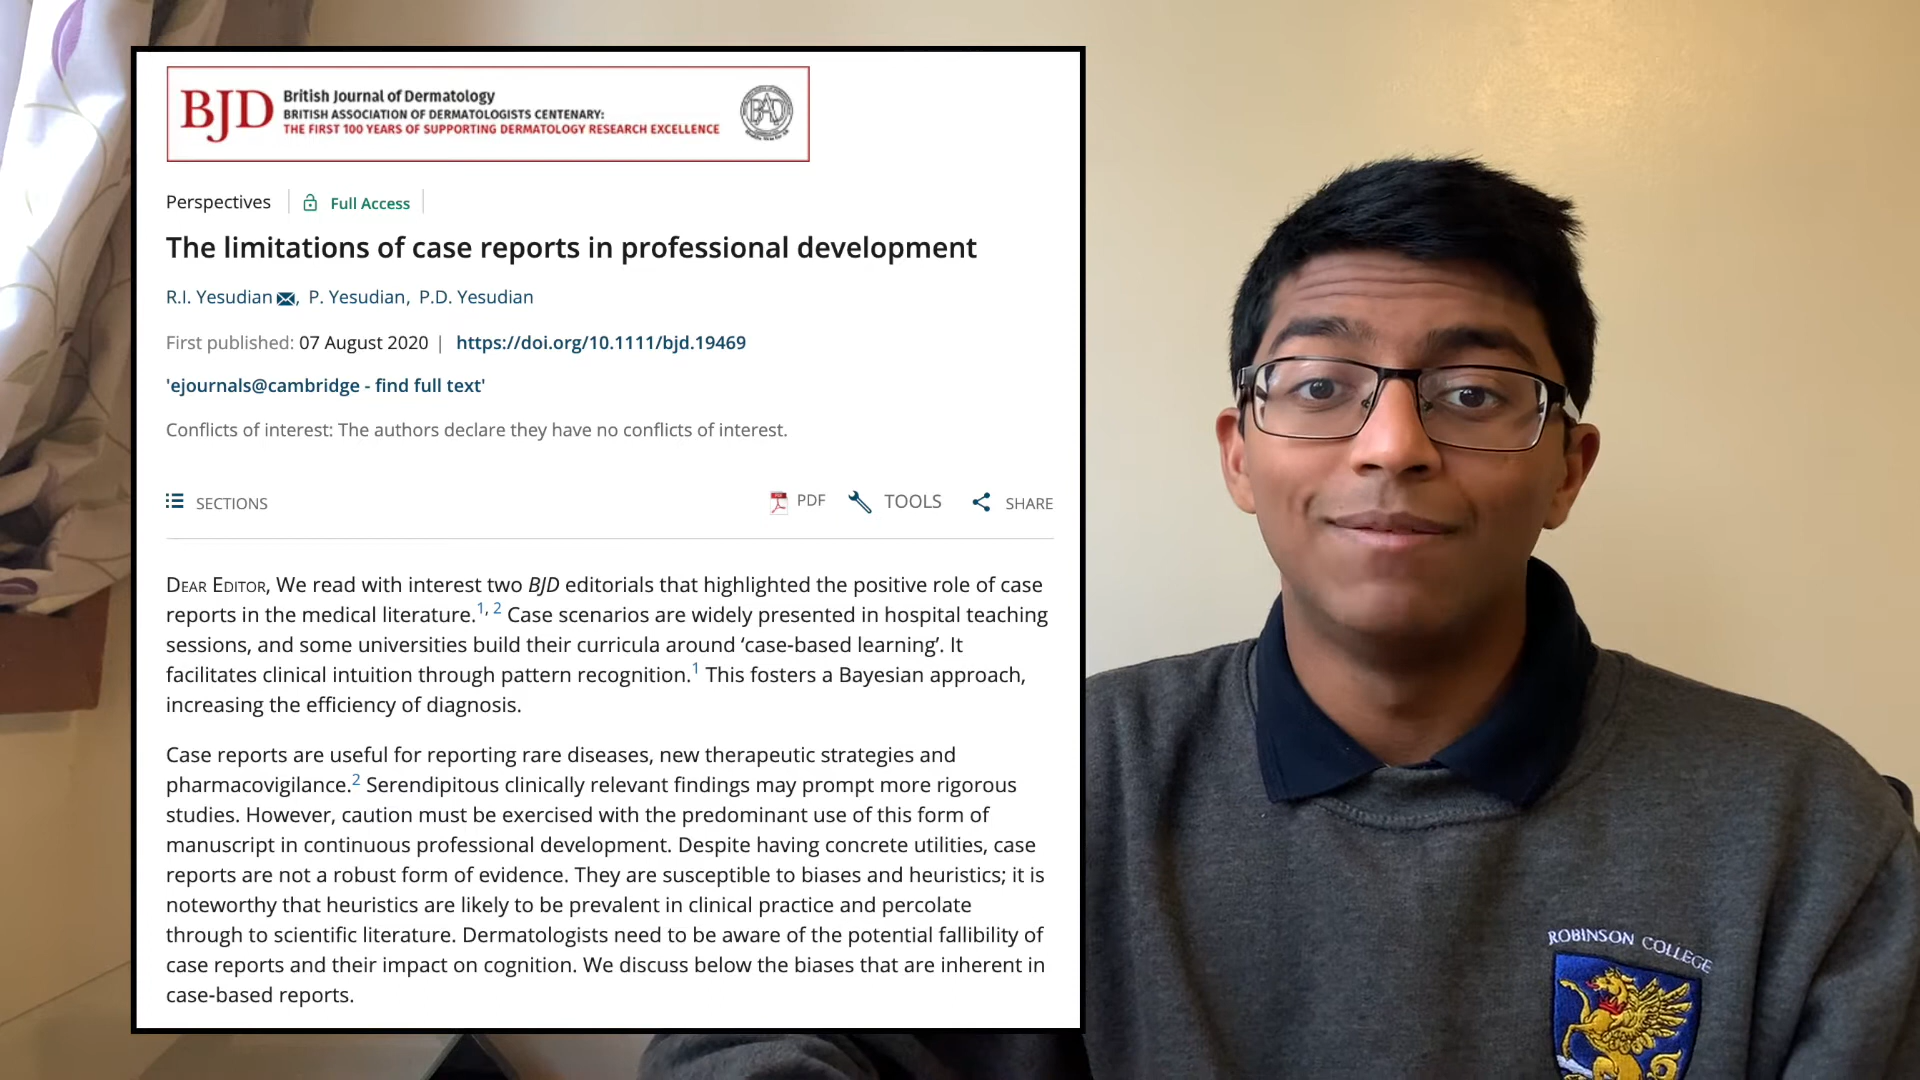 BJD
British Journal of Dermatology
BRITISH ASSOCIATION OF DERMATOLOGISTS CENTENARY:
THE FIRST 100 YEARS OF SUPPORTING DERMATOLOGY RESEARCH EXCELLENCE
BAD
Perspectives
Full Access
The limitations of case reports in professional development
R.I. Yesudian, P. Yesudian, P.D. Yesudian
First published: 07 August 2020 | https://doi.org/10.1111/bjd.19469
'ejournals@cambridge - find full text'
Conflicts of interest: The authors declare they have no conflicts of interest.
SECTIONS
PDF
TOOLS
SHARE
DEAR EDITOR, We read with interest two BJD editorials that highlighted the positive role of case
reports in the medical literature.1, 2 Case scenarios are widely presented in hospital teaching
sessions, and some universities build their curricula around ‘case-based learning’. It
facilitates clinical intuition through pattern recognition.1 This fosters a Bayesian approach,
increasing the efficiency of diagnosis.
Case reports are useful for reporting rare diseases, new therapeutic strategies and
pharmacovigilance.2 Serendipitous clinically relevant findings may prompt more rigorous
studies. However, caution must be exercised with the predominant use of this form of
manuscript in continuous professional development. Despite having concrete utilities, case
reports are not a robust form of evidence. They are susceptible to biases and heuristics; it is
noteworthy that heuristics are likely to be prevalent in clinical practice and percolate
through to scientific literature. Dermatologists need to be aware of the potential fallibility of
case reports and their impact on cognition. We discuss below the biases that are inherent in
case-based reports.
ROBINSON COLLEGE